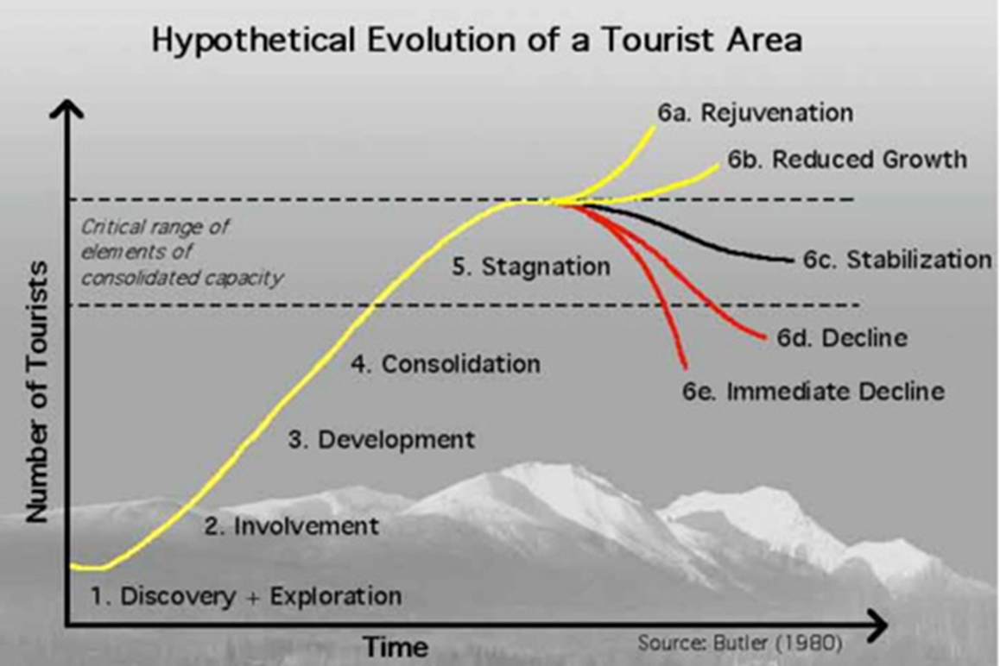 Hypothetical Evolution of a Tourist Area
6a. Rejuvenation
6b. Reduced Growth
Critical range of
elements of
consolidated capacity
5. Stagnation
6c. Stabilization
6d. Decline
4. Consolidation
6e. Immediate Decline
3. Development
2. Involvement
1. Discovery + Exploration
Number of Tourists
Time
Source: Butler (1980)